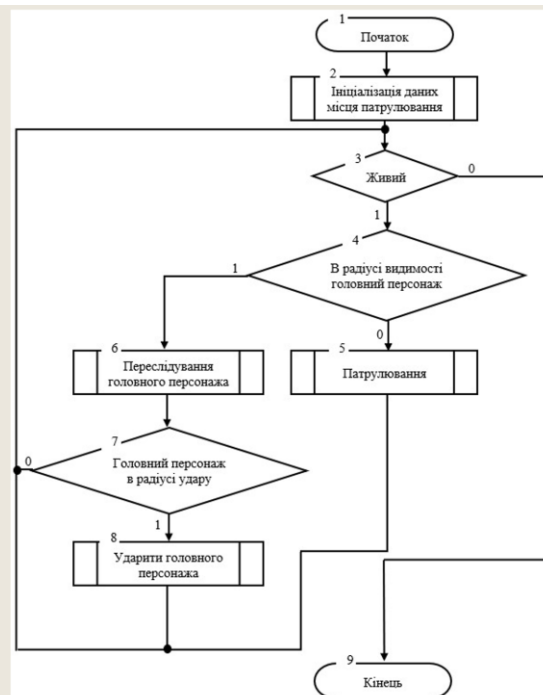 1
Початок
2
Ініціалізація даних
місця патрулювання
3
Живий
0
1
4
В радіусі видимості
головний персонаж
1
0
6
Переслідування
головного персонажа
5
Патрулювання
7
Головний персонаж
в радіусі удару
0
1
8
Ударити головного
персонажа
9
Кінець